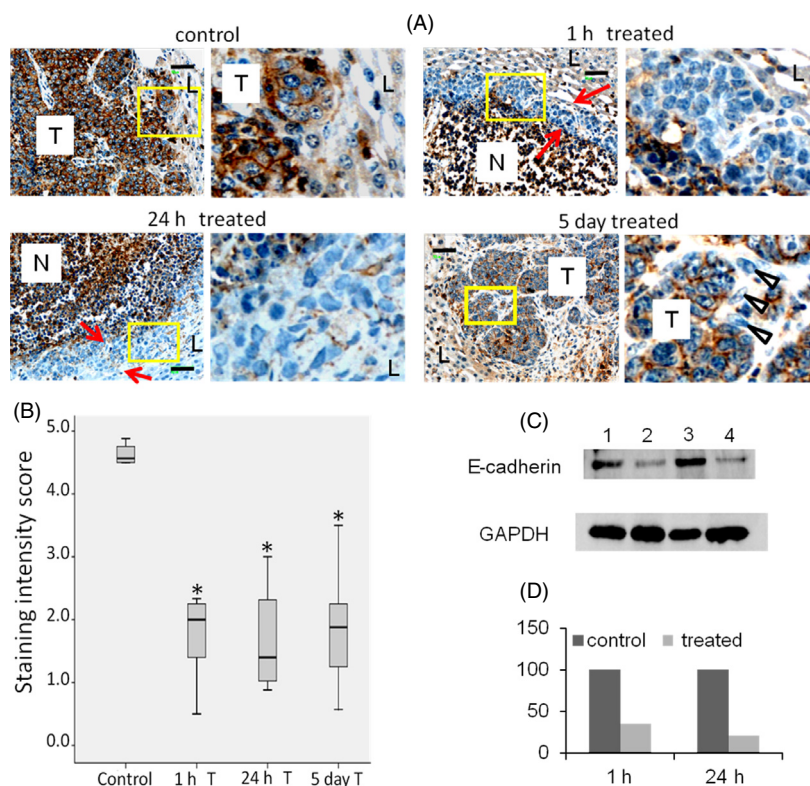 (A)
control
1 h treated
T
L
T
L
L
N
L
24 h treated
5 day treated
N
L
L
T
L
T
(B)
Staining intensity score
5.0
4.0
3.0
2.0
1.0
0.0
*
*
*
Control
1 h T
24 h T
5 day T
(C)
1 2 3 4
E-cadherin
GAPDH
(D)
150
100
50
0
control treated
1 h
24 h